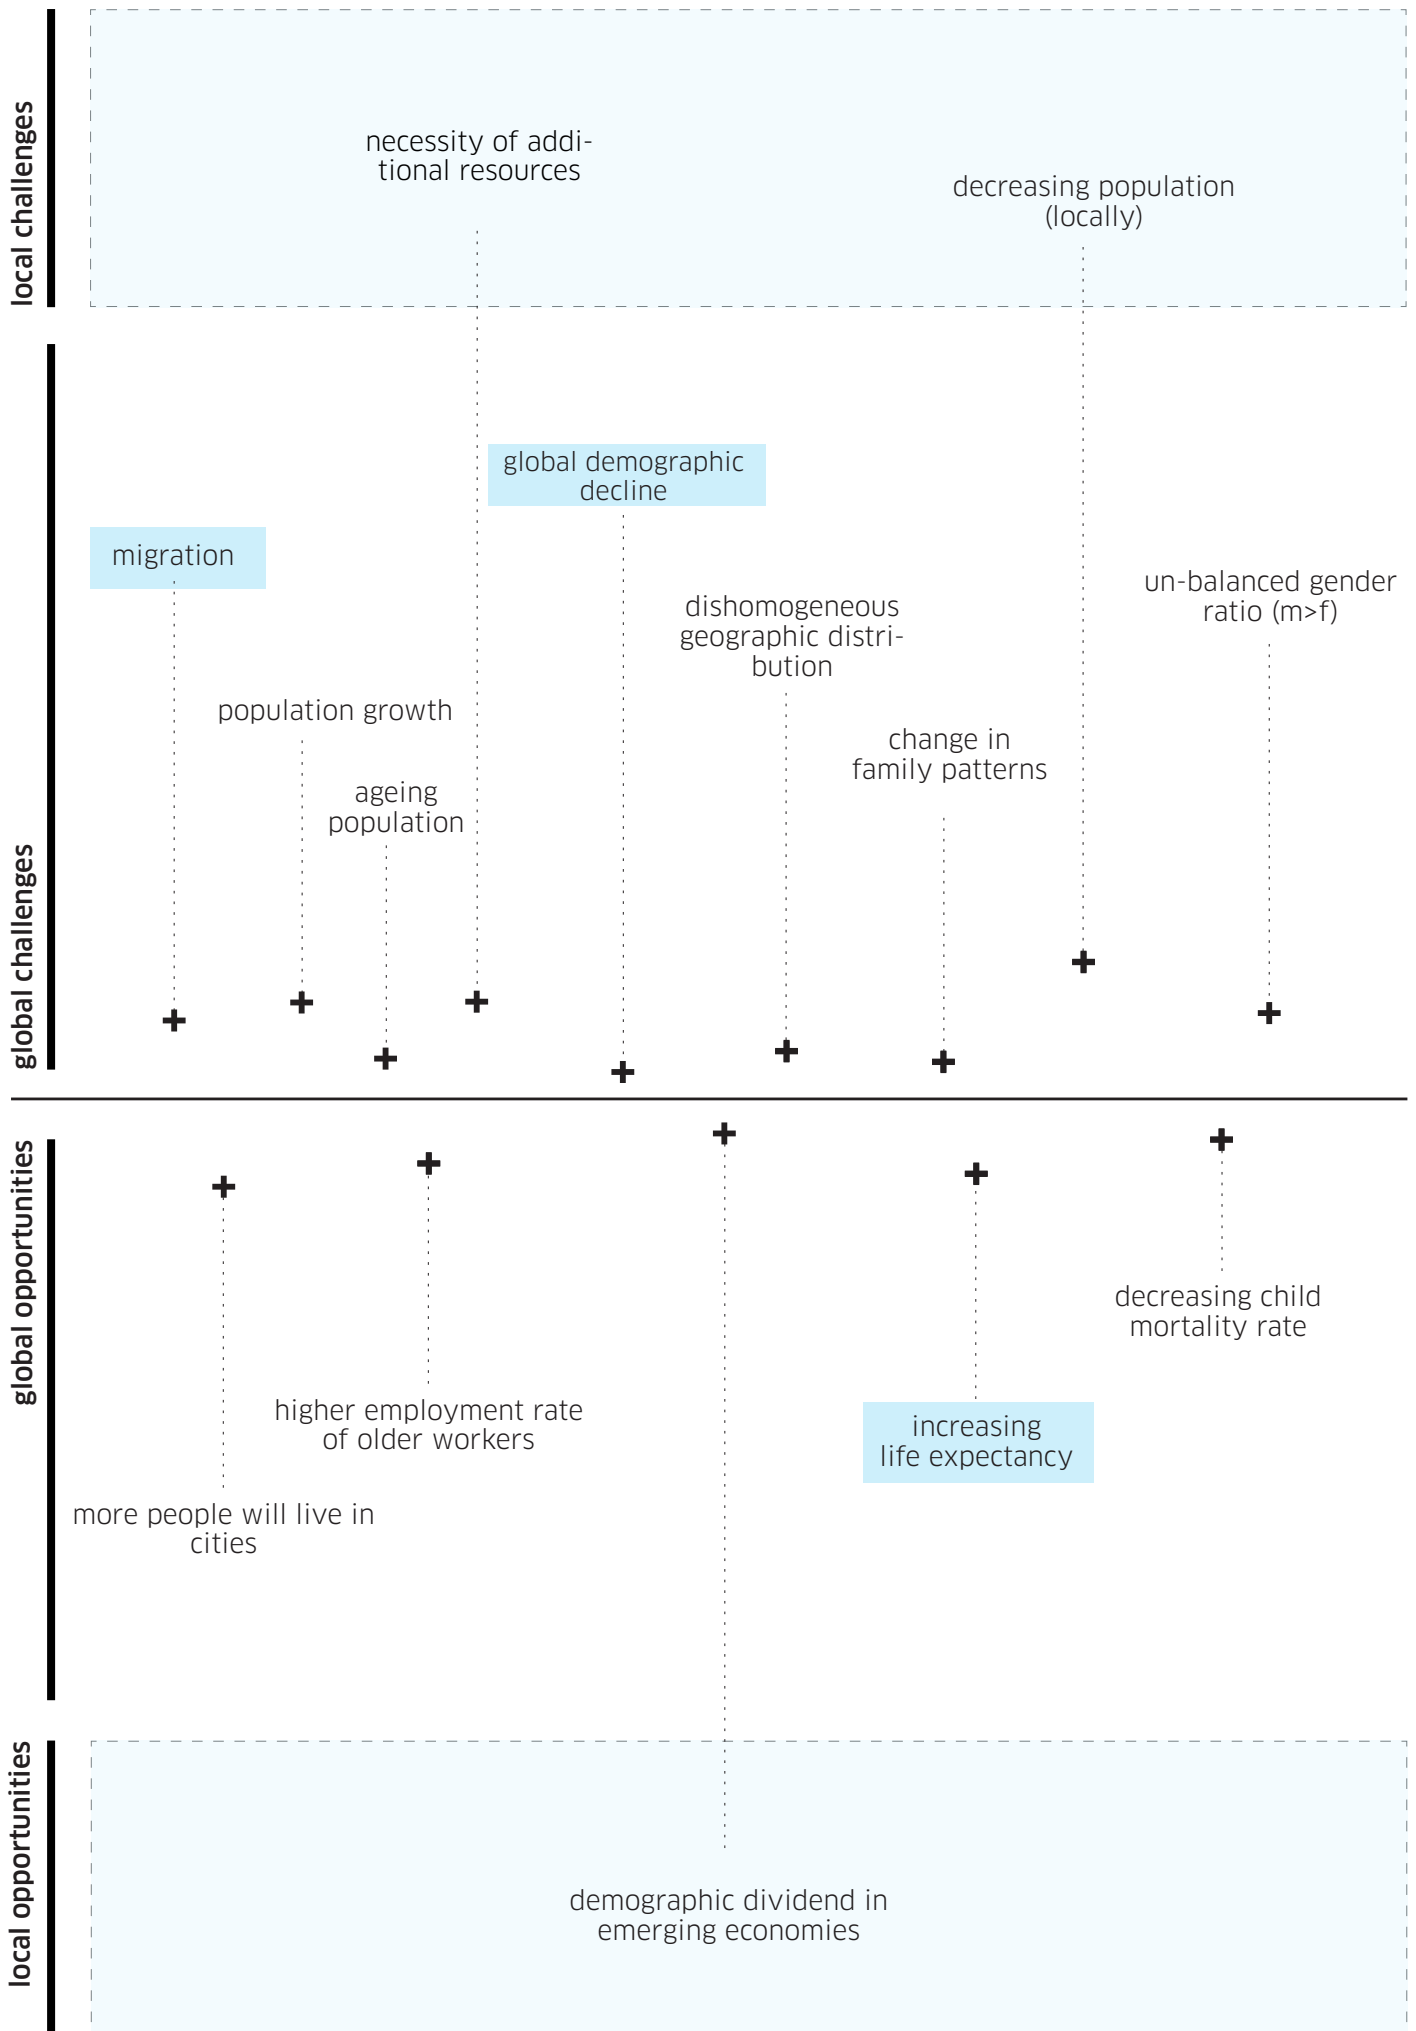 local challenges
necessity of addi-
tional resources
decreasing population
(locally)
global challenges
global demographic
decline
migration
un-balanced gender
ratio (m>f)
dishomogeneous
geographic distri-
bution
population growth
change in
family patterns
ageing
population
global opportunities
decreasing child
mortality rate
higher employment rate
of older workers
increasing
life expectancy
more people will live in
cities
local opportunities
demographic dividend in
emerging economies